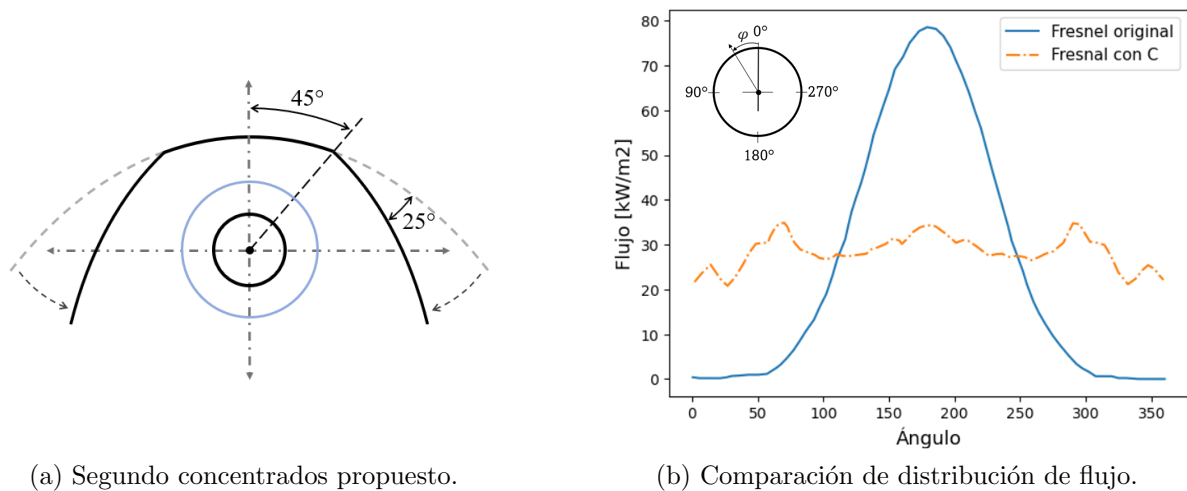 45°
25°
Fresnel original
Fresnal con C
φ 0°
90°
270°
180°
80
70
60
50
40
30
20
10
0
Flujo [kW/m2]
0 50 100 150 200 250 300 350
Ángulo
(a) Segundo concentrados propuesto.
(b) Comparación de distribución de flujo.